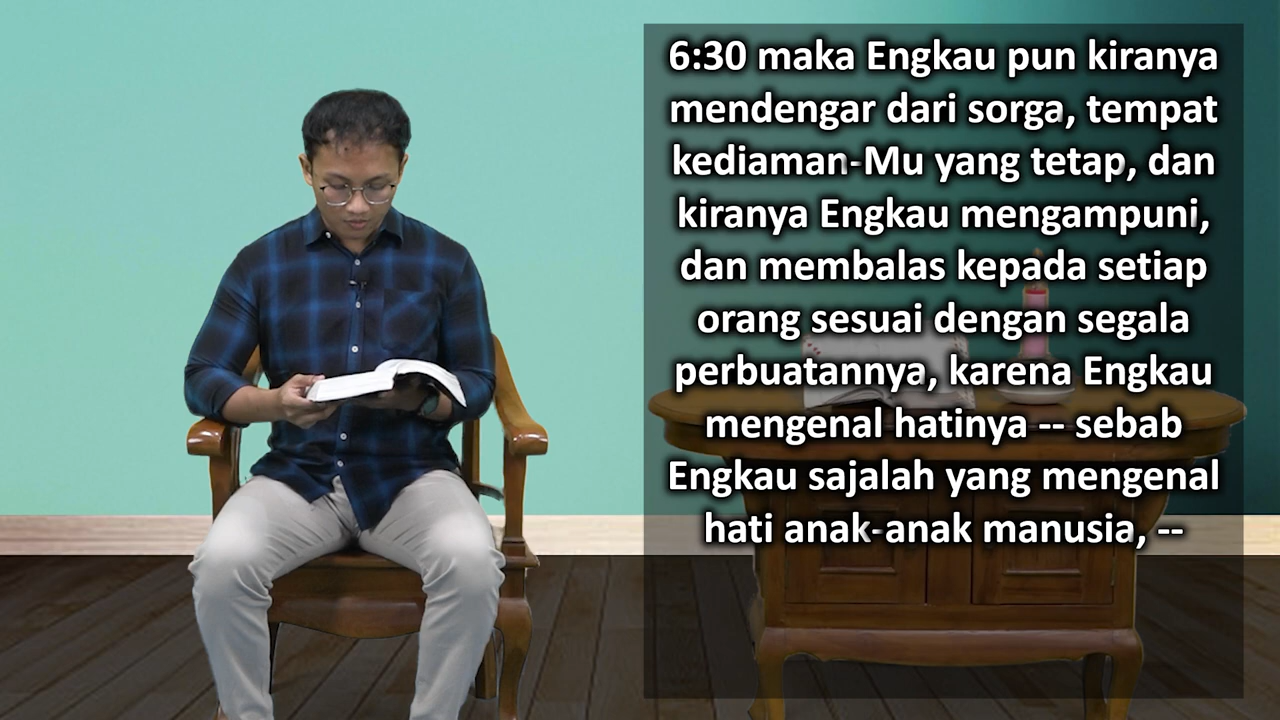 6:30 maka Engkau pun kiranya
mendengar dari sorga, tempat
kediaman-Mu yang tetap, dan
kiranya Engkau mengampuni,
dan membalas kepada setiap
orang sesuai dengan segala
perbuatannya, karena Engkau
mengenal hatinya -- sebab
Engkau sajalah yang mengenal
hati anak-anak manusia, --